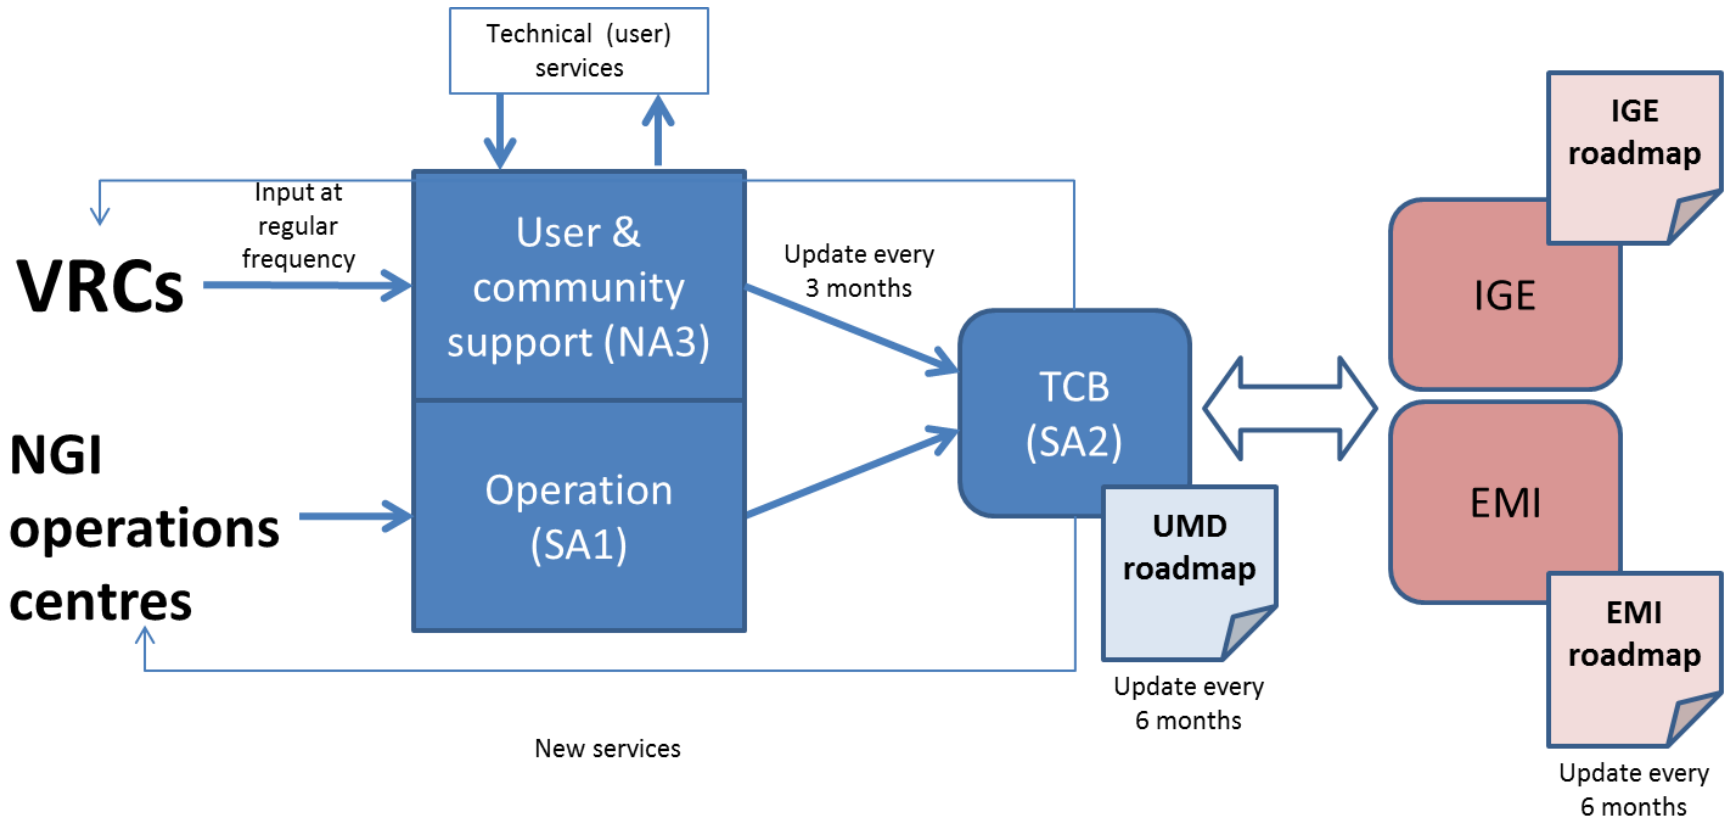 Technical (user)
services
IGE
roadmap
Input at
regular
frequency
VRCs
User &
community
support (NA3)
Update every
3 months
IGE
TCB
(SA2)
NGI
operations
centres
Operation
(SA1)
EMI
UMD
roadmap
EMI
roadmap
Update every
6 months
New services
Update every
6 months